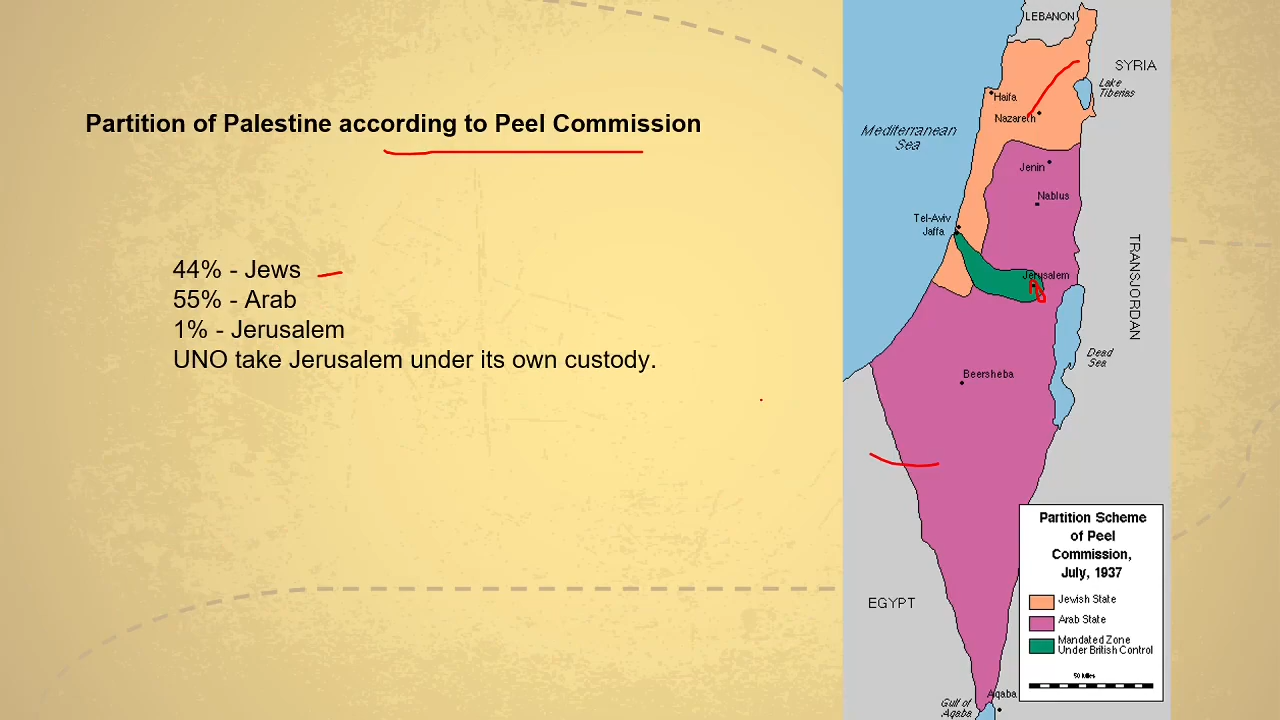 Partition of Palestine according to Peel Commission
44% - Jews
55% - Arab
1% - Jerusalem
UNO take Jerusalem under its own custody.
LEBANON
SYRIA
Lake
Tiberias
Haifa
Nazareth
Mediterranean
Sea
Jenin
Nablus
Tel-Aviv
Jaffa
Jerusalem
TRANSJORDAN
Dead
Sea
Beersheba
EGYPT
Gulf of
Aqaba
Aqaba
Partition Scheme
of Peel
Commission,
July, 1937
Jewish State
Arab State
Mandated Zone
Under British Control
50 Miles